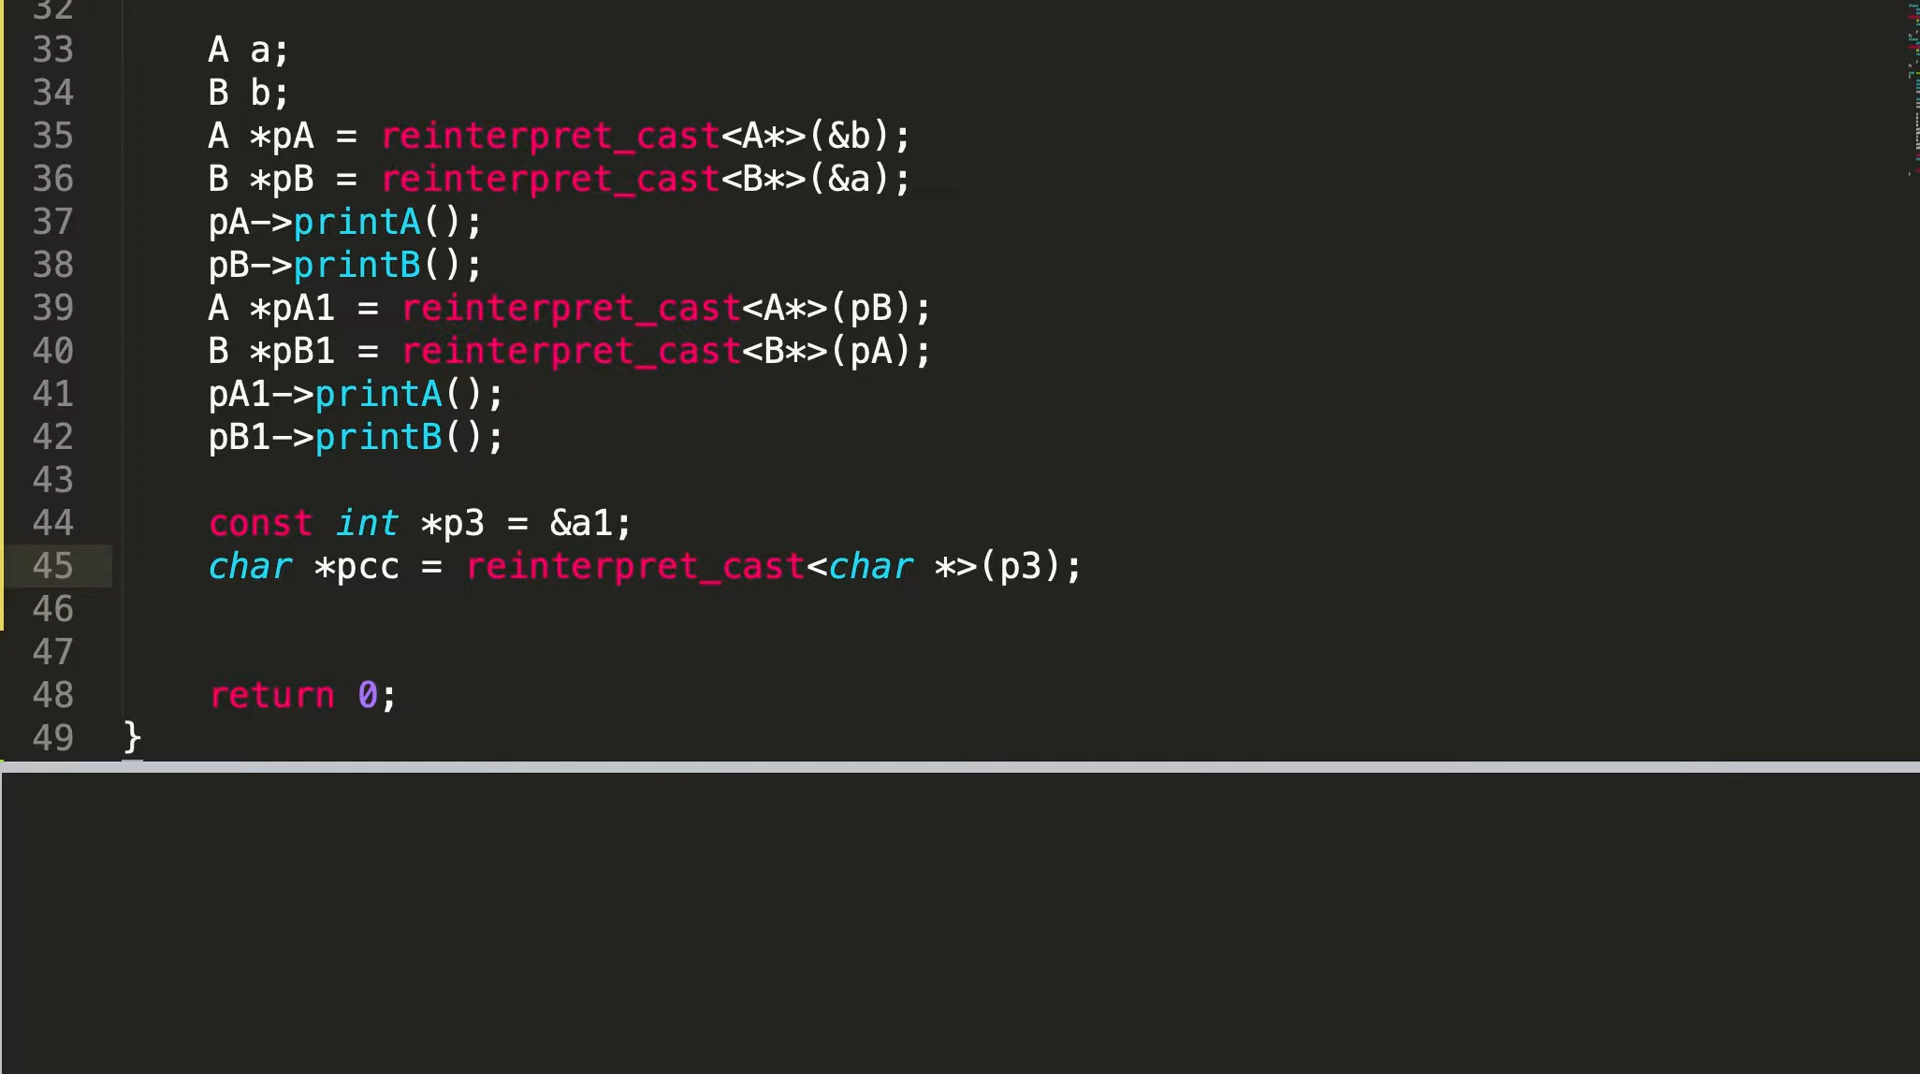 32
33 A a;
34 B b;
35 A *pA = reinterpret_cast<A*>(&b);
36 B *pB = reinterpret_cast<B*>(&a);
37 pA->printA();
38 pB->printB();
39 A *pA1 = reinterpret_cast<A*>(pB);
40 B *pB1 = reinterpret_cast<B*>(pA);
41 pA1->printA();
42 pB1->printB();
43
44 const int *p3 = &a1;
45 char *pcc = reinterpret_cast<char *>(p3);
46
47
48 return 0;
49 }